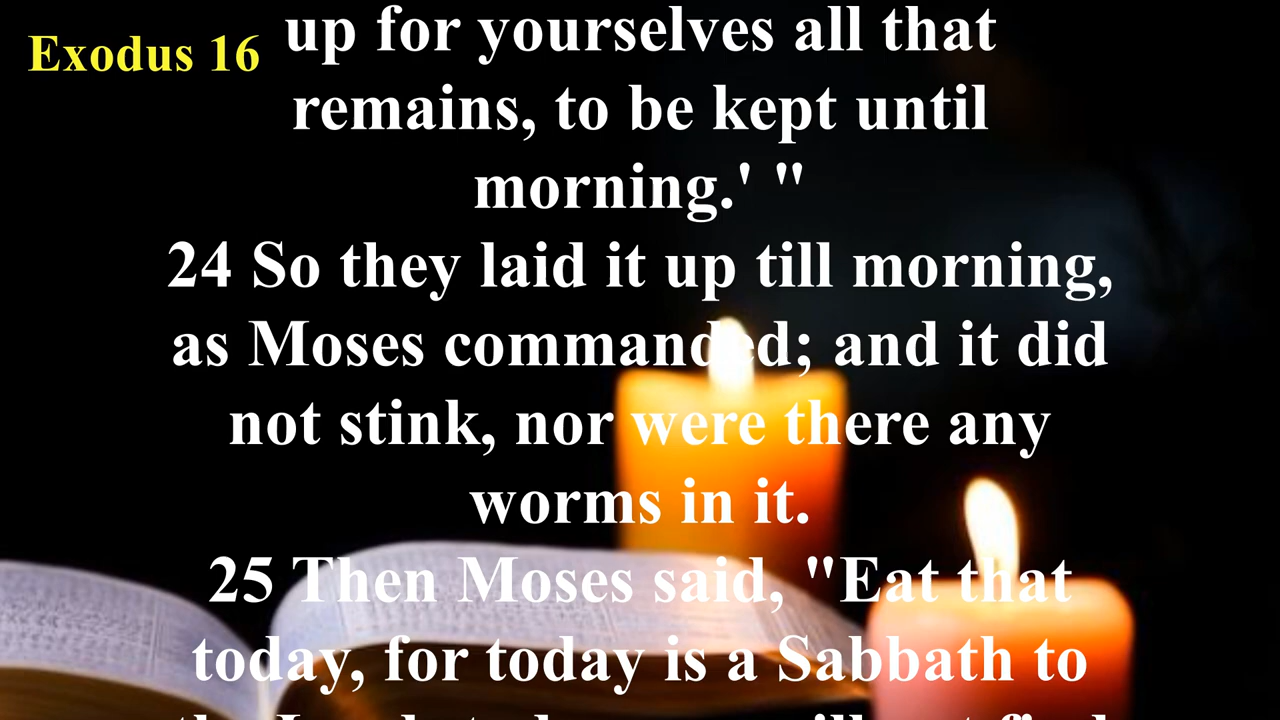 Exodus 16
up for yourselves all that
remains, to be kept until
morning.' "
24 So they laid it up till morning,
as Moses commanded; and it did
not stink, nor were there any
worms in it.
25 Then Moses said, "Eat that
today, for today is a Sabbath to